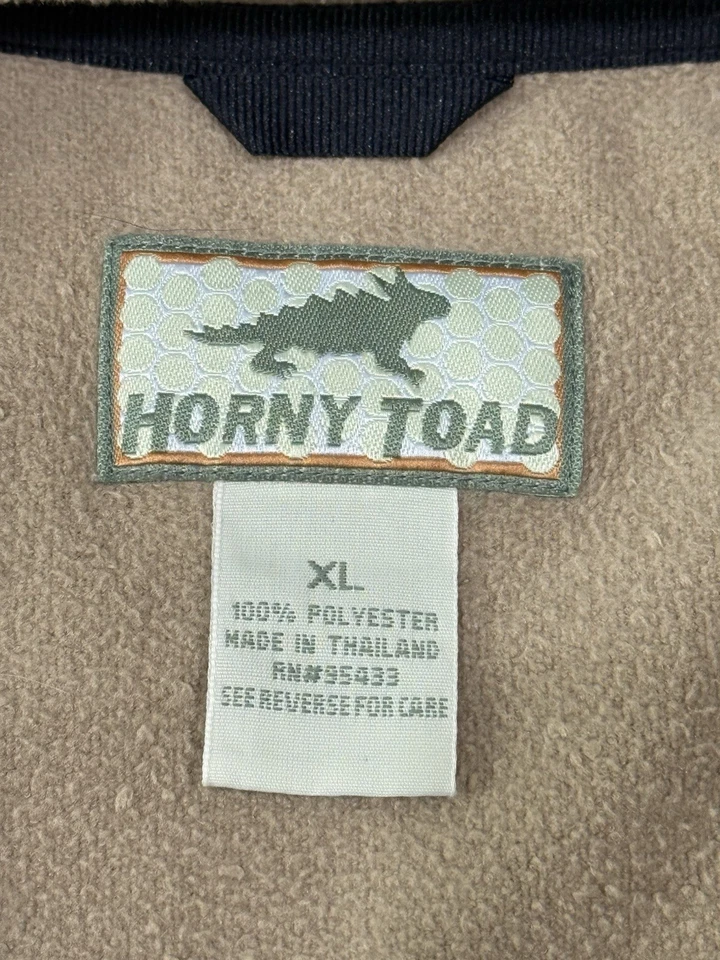 HORNY TOAD
XL
100% POLYESTER
MADE IN THAILAND
RN#95433
SEE REVERSE FOR CARE